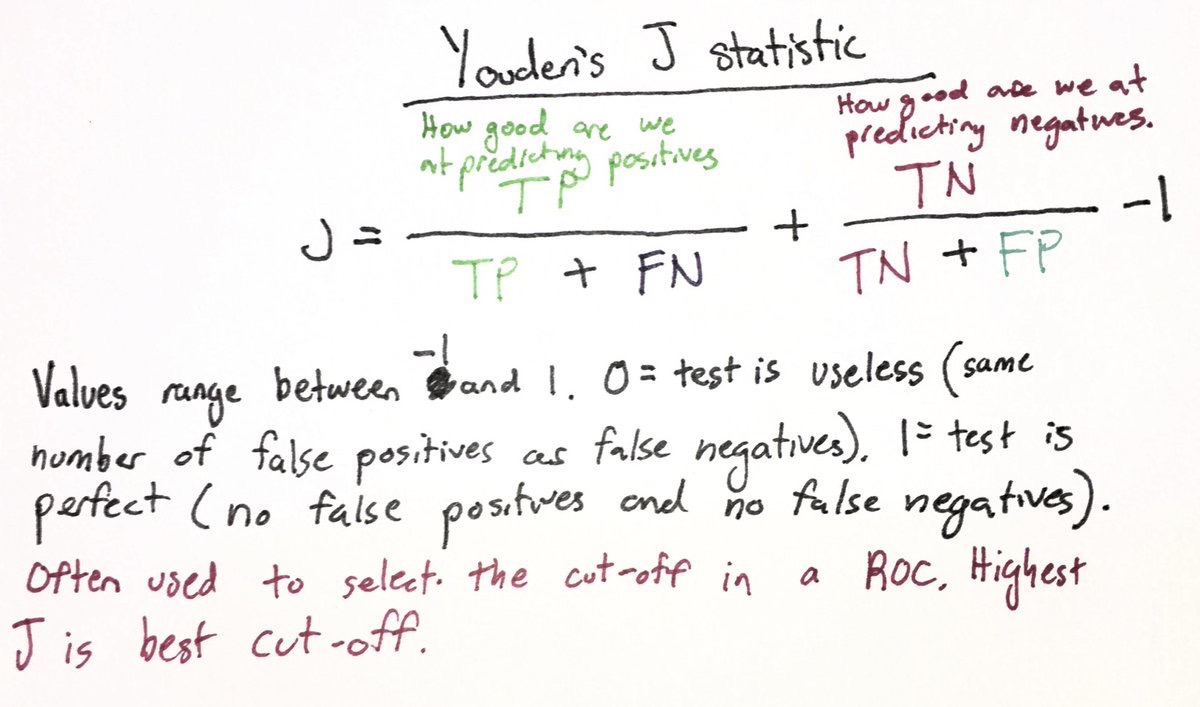 Youden's J statistic
How good are we
at predicting positives
How good are we at
predicting negatives.
J = TP / TP + FN + TN / TN + FP - 1
Values range between -1 and 1. 0 = test is useless (same
number of false positives as false negatives). 1 = test is
perfect (no false positives and no false negatives).
Often used to select the cut-off in a ROC. Highest
J is best cut-off.